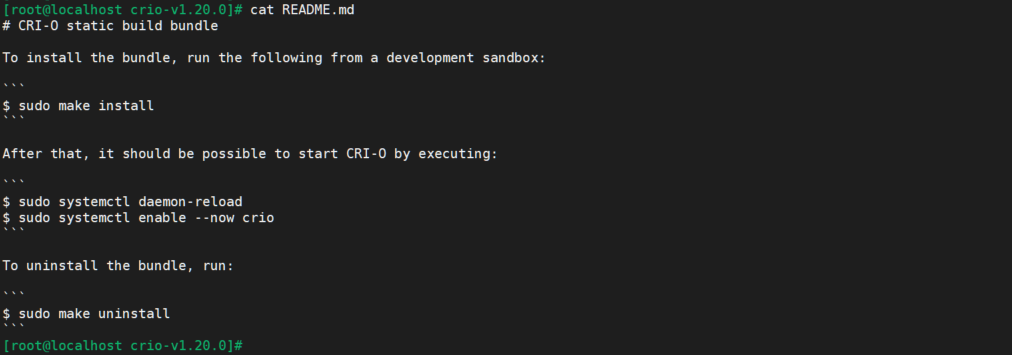 [root@localhost crio-v1.20.0]# cat README.md
# CRI-O static build bundle
To install the bundle, run the following from a development sandbox:
```
$ sudo make install
```
After that, it should be possible to start CRI-O by executing:
```
$ sudo systemctl daemon-reload
$ sudo systemctl enable --now crio
```
To uninstall the bundle, run:
```
$ sudo make uninstall
```
[root@localhost crio-v1.20.0]#